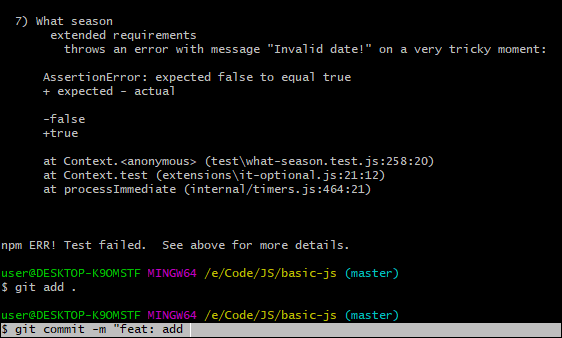 7) What season
extended requirements
throws an error with message "Invalid date!" on a very tricky moment:
AssertionError: expected false to equal true
+ expected - actual
-false
+true
at Context.<anonymous> (test\what-season.test.js:258:20)
at Context.test (extensions\it-optional.js:21:12)
at processImmediate (internal/timers.js:464:21)
npm ERR! Test failed.  See above for more details.
user@DESKTOP-K9OMSTF MINGW64 /e/Code/JS/basic-js (master)
$ git add .
user@DESKTOP-K9OMSTF MINGW64 /e/Code/JS/basic-js (master)
$ git commit -m "feat: add